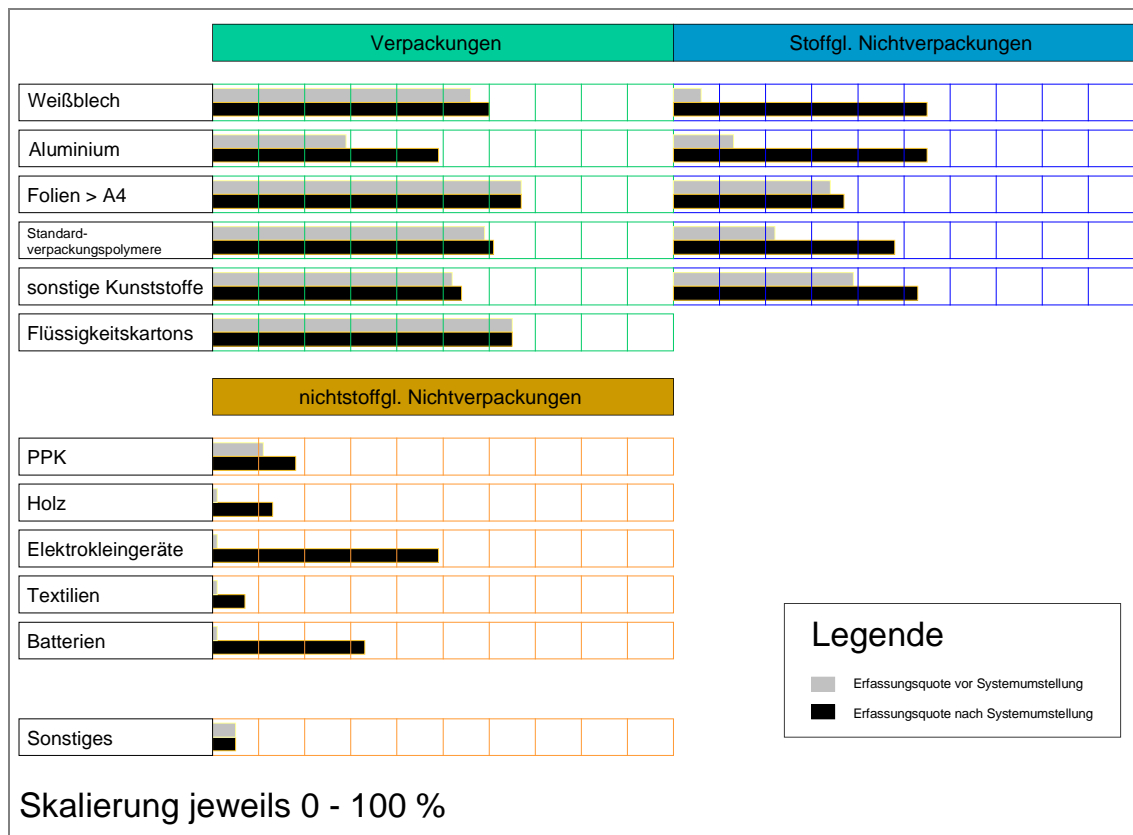 Verpackungen
Stoffgl. Nichtverpackungen
Weißblech
Aluminium
Folien > A4
Standard-
verpackungspolymere
sonstige Kunststoffe
Flüssigkeitskartons
nichtstoffgl. Nichtverpackungen
PPK
Holz
Elektrokleingeräte
Textilien
Batterien
Sonstiges
Legende
Erfassungsquote vor Systemumstellung
Erfassungsquote nach Systemumstellung
Skalierung jeweils 0 - 100 %